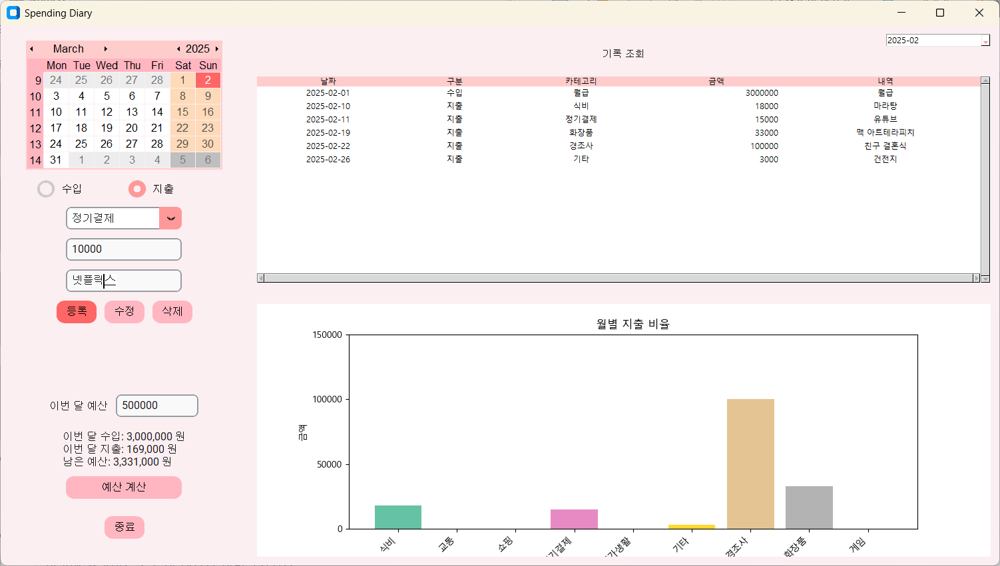 Spending Diary
March 2025
Mon Tue Wed Thu Fri Sat Sun
9 24 25 26 27 28 1 2
10 3 4 5 6 7 8 9
11 10 11 12 13 14 15 16
12 17 18 19 20 21 22 23
13 24 25 26 27 28 29 30
14 31 1 2 3 4 5 6
수입 지출
정기결제
10000
넷플릭스
등록 수정 삭제
이번 달 예산 500000
이번 달 수입: 3,000,000 원
이번 달 지출: 169,000 원
남은 예산: 3,331,000 원
예산 계산
종료
2025-02
기록 조회
날짜 구분 카테고리 금액 내역
2025-02-01 수입 월급 3000000 월급
2025-02-10 지출 식비 18000 마라탕
2025-02-11 지출 정기결제 15000 유튜브
2025-02-19 지출 화장품 33000 맥 아트테라피치
2025-02-22 지출 경조사 100000 친구 결혼식
2025-02-26 지출 기타 3000 건전지
월별 지출 비율
150000
100000
50000
0
금액
식비 교통 쇼핑 기결제 가생활 기타 경조사 화장품 게임